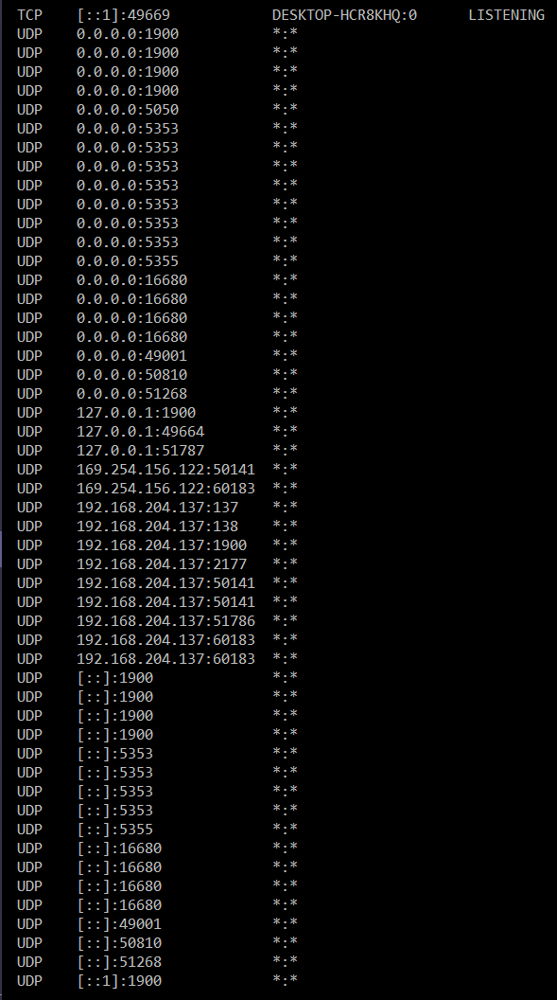 TCP    [::1]:49669            DESKTOP-HCR8KHQ:0      LISTENING
UDP    0.0.0.0:1900           *:*
UDP    0.0.0.0:1900           *:*
UDP    0.0.0.0:1900           *:*
UDP    0.0.0.0:1900           *:*
UDP    0.0.0.0:5050           *:*
UDP    0.0.0.0:5353           *:*
UDP    0.0.0.0:5353           *:*
UDP    0.0.0.0:5353           *:*
UDP    0.0.0.0:5353           *:*
UDP    0.0.0.0:5353           *:*
UDP    0.0.0.0:5353           *:*
UDP    0.0.0.0:5353           *:*
UDP    0.0.0.0:5355           *:*
UDP    0.0.0.0:16680          *:*
UDP    0.0.0.0:16680          *:*
UDP    0.0.0.0:16680          *:*
UDP    0.0.0.0:16680          *:*
UDP    0.0.0.0:49001          *:*
UDP    0.0.0.0:50810          *:*
UDP    0.0.0.0:51268          *:*
UDP    127.0.0.1:1900         *:*
UDP    127.0.0.1:49664        *:*
UDP    127.0.0.1:51787        *:*
UDP    169.254.156.122:50141  *:*
UDP    169.254.156.122:60183  *:*
UDP    192.168.204.137:137    *:*
UDP    192.168.204.137:138    *:*
UDP    192.168.204.137:1900   *:*
UDP    192.168.204.137:2177   *:*
UDP    192.168.204.137:50141  *:*
UDP    192.168.204.137:50141  *:*
UDP    192.168.204.137:51786  *:*
UDP    192.168.204.137:60183  *:*
UDP    192.168.204.137:60183  *:*
UDP    [::]:1900              *:*
UDP    [::]:1900              *:*
UDP    [::]:1900              *:*
UDP    [::]:1900              *:*
UDP    [::]:5353              *:*
UDP    [::]:5353              *:*
UDP    [::]:5353              *:*
UDP    [::]:5353              *:*
UDP    [::]:5355              *:*
UDP    [::]:16680             *:*
UDP    [::]:16680             *:*
UDP    [::]:16680             *:*
UDP    [::]:16680             *:*
UDP    [::]:49001             *:*
UDP    [::]:50810             *:*
UDP    [::]:51268             *:*
UDP    [::1]:1900             *:*